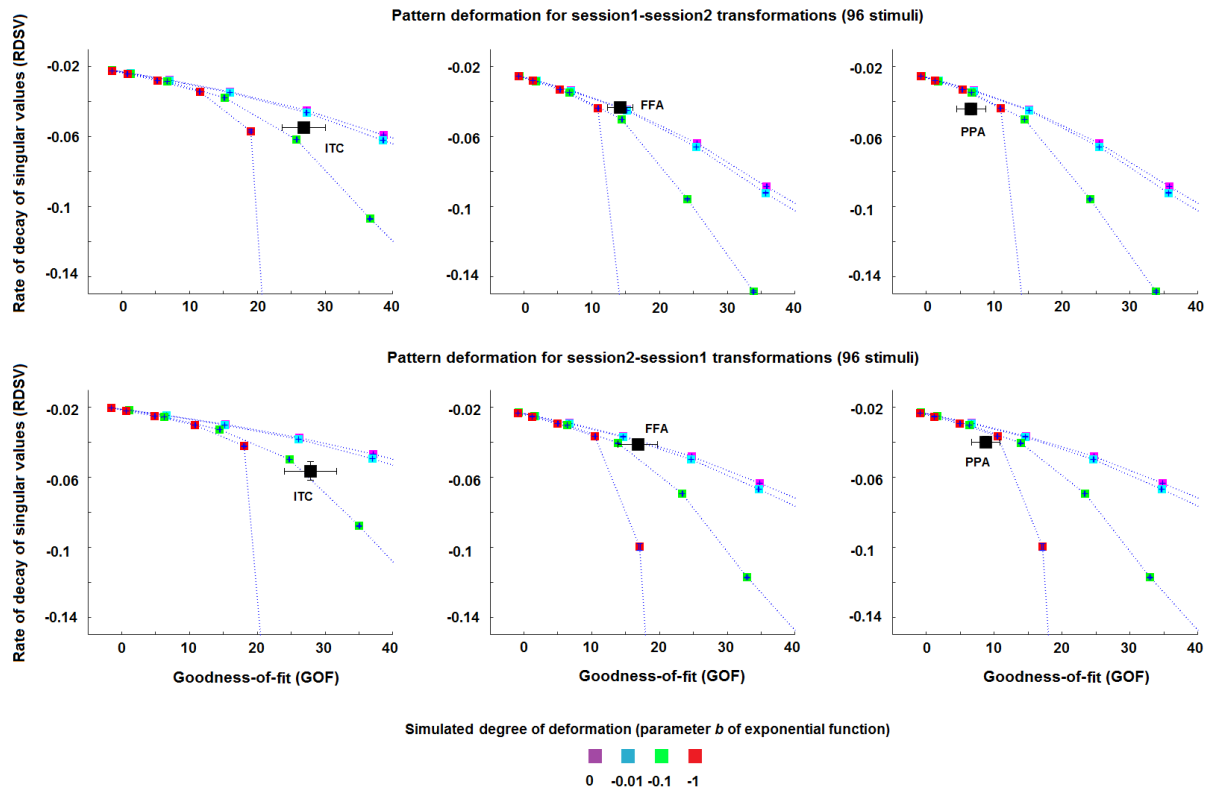 Pattern deformation for session1-session2 transformations (96 stimuli)
Rate of decay of singular values (RDSV)
-0.02
-0.06
-0.1
-0.14
ITC
0 10 20 30 40
-0.02
-0.06
-0.1
-0.14
FFA
0 10 20 30 40
-0.02
-0.06
-0.1
-0.14
PPA
0 10 20 30 40
Pattern deformation for session2-session1 transformations (96 stimuli)
Rate of decay of singular values (RDSV)
-0.02
-0.06
-0.1
-0.14
ITC
0 10 20 30 40
Goodness-of-fit (GOF)
-0.02
-0.06
-0.1
-0.14
FFA
0 10 20 30 40
Goodness-of-fit (GOF)
-0.02
-0.06
-0.1
-0.14
PPA
0 10 20 30 40
Goodness-of-fit (GOF)
Simulated degree of deformation (parameter b of exponential function)
0 -0.01 -0.1 -1